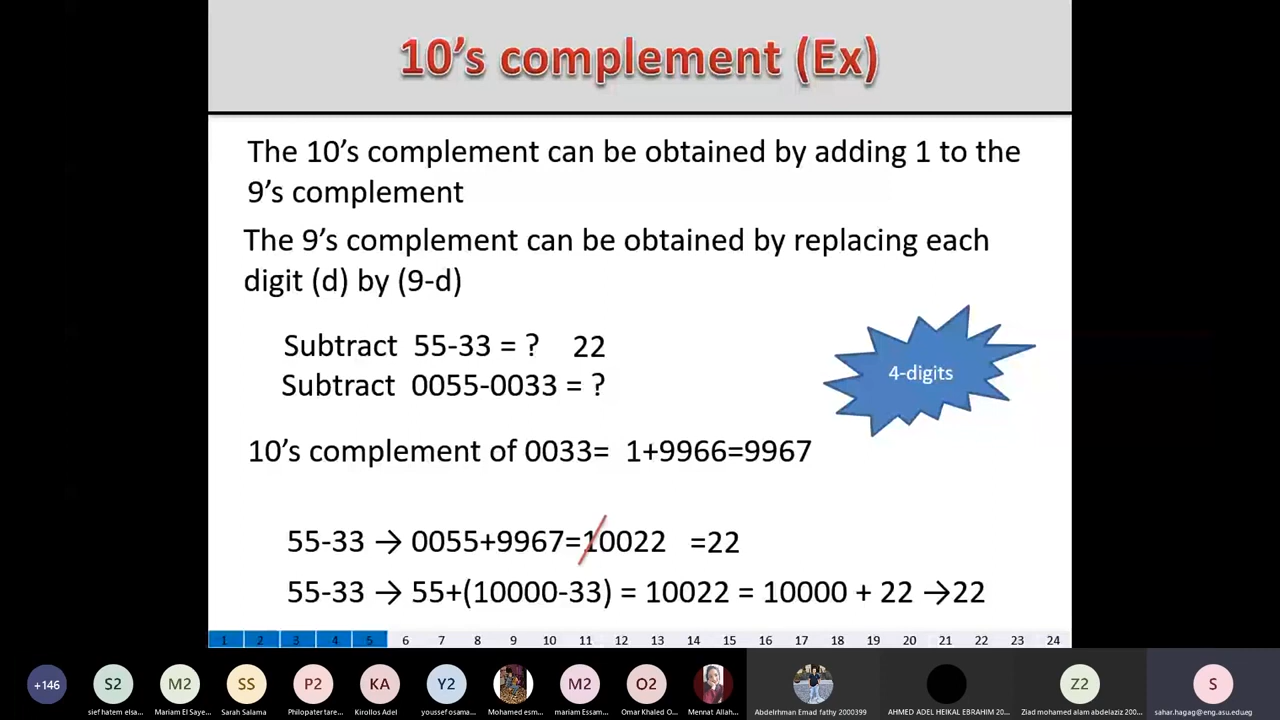 10's complement (Ex)
The 10's complement can be obtained by adding 1 to the
9's complement
The 9's complement can be obtained by replacing each
digit (d) by (9-d)
Subtract 55-33 = ? 22
Subtract 0055-0033 = ?
4-digits
10's complement of 0033= 1+9966=9967
55-33 → 0055+9967=10022 =22
55-33 → 55+(10000-33) = 10022 = 10000 + 22 →22
1 2 3 4 5 6 7 8 9 10 11 12 13 14 15 16 17 18 19 20 21 22 23 24
+146 S2 M2 SS P2 KA Y2 M2 O2 Z2 S
sief hatem elsa... Mariam El Saye... Sarah Salama Philopater tare... Kirollos Adel youssef osama... Mohamed esm... mariam Essam... Omar Khaled O... Mennat Allah... Abdelrhman Emad fathy 2000399 AHMED ADEL HEIKAL EBRAHIM 20... Ziad mohamed alam abdelaziz 200... sahar.hagag@eng.asu.edueg